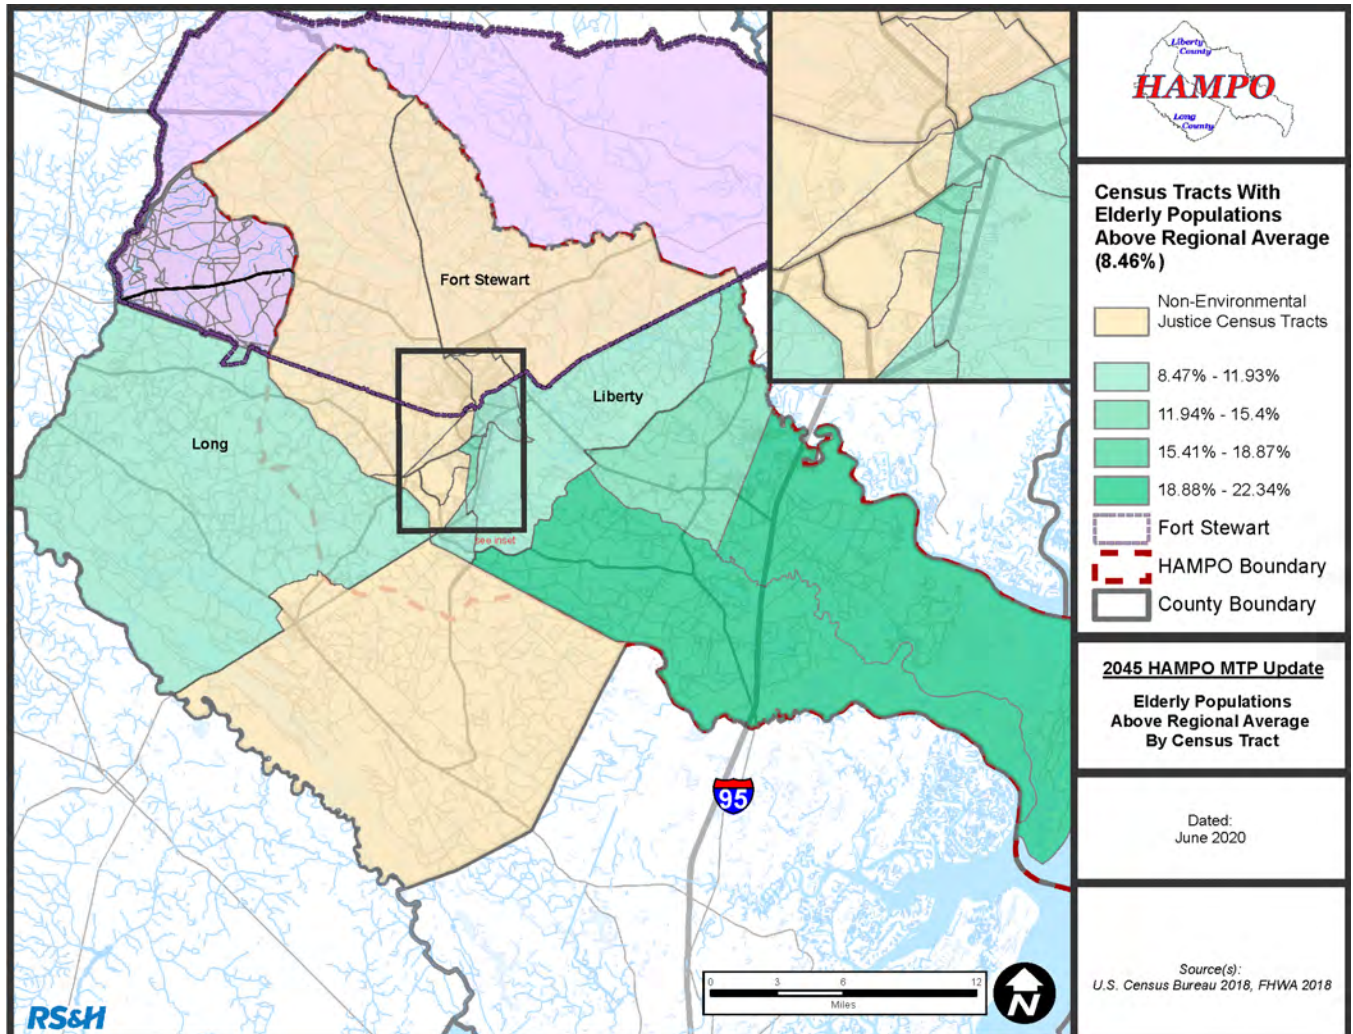 Fort Stewart
Liberty
Long
see inset
95
0 3 6 12
Miles
N
RS&H
Liberty
County
HAMPO
Long
County
Census Tracts With
Elderly Populations
Above Regional Average
(8.46%)
Non-Environmental
Justice Census Tracts
8.47% - 11.93%
11.94% - 15.4%
15.41% - 18.87%
18.88% - 22.34%
Fort Stewart
HAMPO Boundary
County Boundary
2045 HAMPO MTP Update
Elderly Populations
Above Regional Average
By Census Tract
Dated:
June 2020
Source(s):
U.S. Census Bureau 2018, FHWA 2018